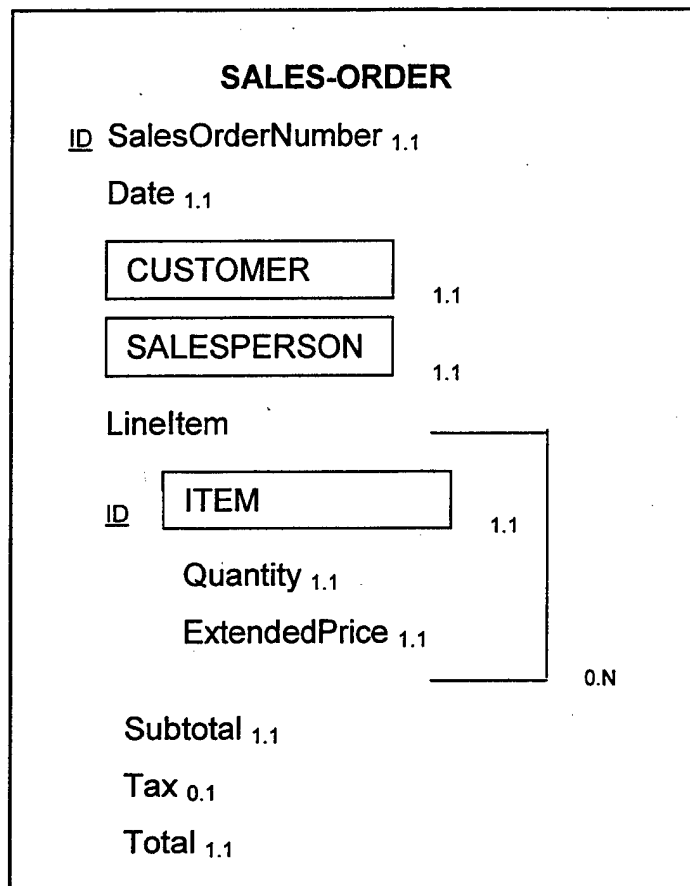 SALES-ORDER
ID SalesOrderNumber 1.1
Date 1.1
CUSTOMER 1.1
SALESPERSON 1.1
LineItem
ID ITEM 1.1
Quantity 1.1
ExtendedPrice 1.1
0.N
Subtotal 1.1
Tax 0.1
Total 1.1